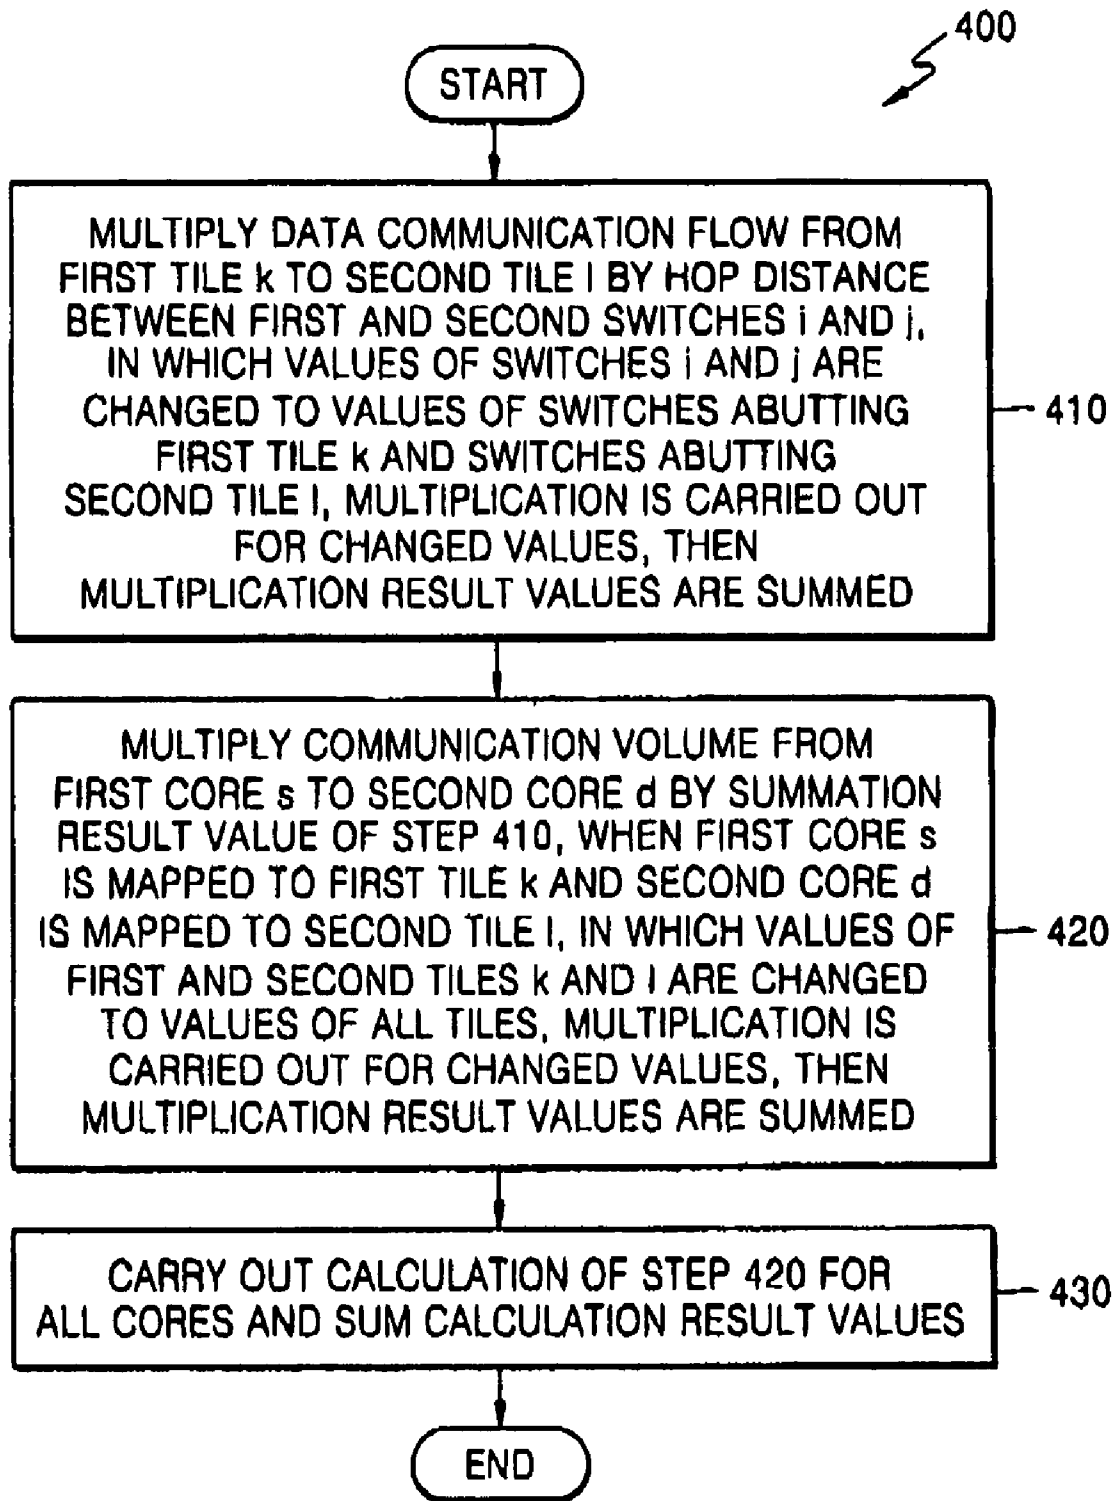 400
START
MULTIPLY DATA COMMUNICATION FLOW FROM
FIRST TILE k TO SECOND TILE l BY HOP DISTANCE
BETWEEN FIRST AND SECOND SWITCHES i AND j,
IN WHICH VALUES OF SWITCHES i AND j ARE
CHANGED TO VALUES OF SWITCHES ABUTTING
FIRST TILE k AND SWITCHES ABUTTING
SECOND TILE l, MULTIPLICATION IS CARRIED OUT
FOR CHANGED VALUES, THEN
MULTIPLICATION RESULT VALUES ARE SUMMED
410
MULTIPLY COMMUNICATION VOLUME FROM
FIRST CORE s TO SECOND CORE d BY SUMMATION
RESULT VALUE OF STEP 410, WHEN FIRST CORE s
IS MAPPED TO FIRST TILE k AND SECOND CORE d
IS MAPPED TO SECOND TILE l, IN WHICH VALUES OF
FIRST AND SECOND TILES k AND l ARE CHANGED
TO VALUES OF ALL TILES, MULTIPLICATION IS
CARRIED OUT FOR CHANGED VALUES, THEN
MULTIPLICATION RESULT VALUES ARE SUMMED
420
CARRY OUT CALCULATION OF STEP 420 FOR
ALL CORES AND SUM CALCULATION RESULT VALUES
430
END